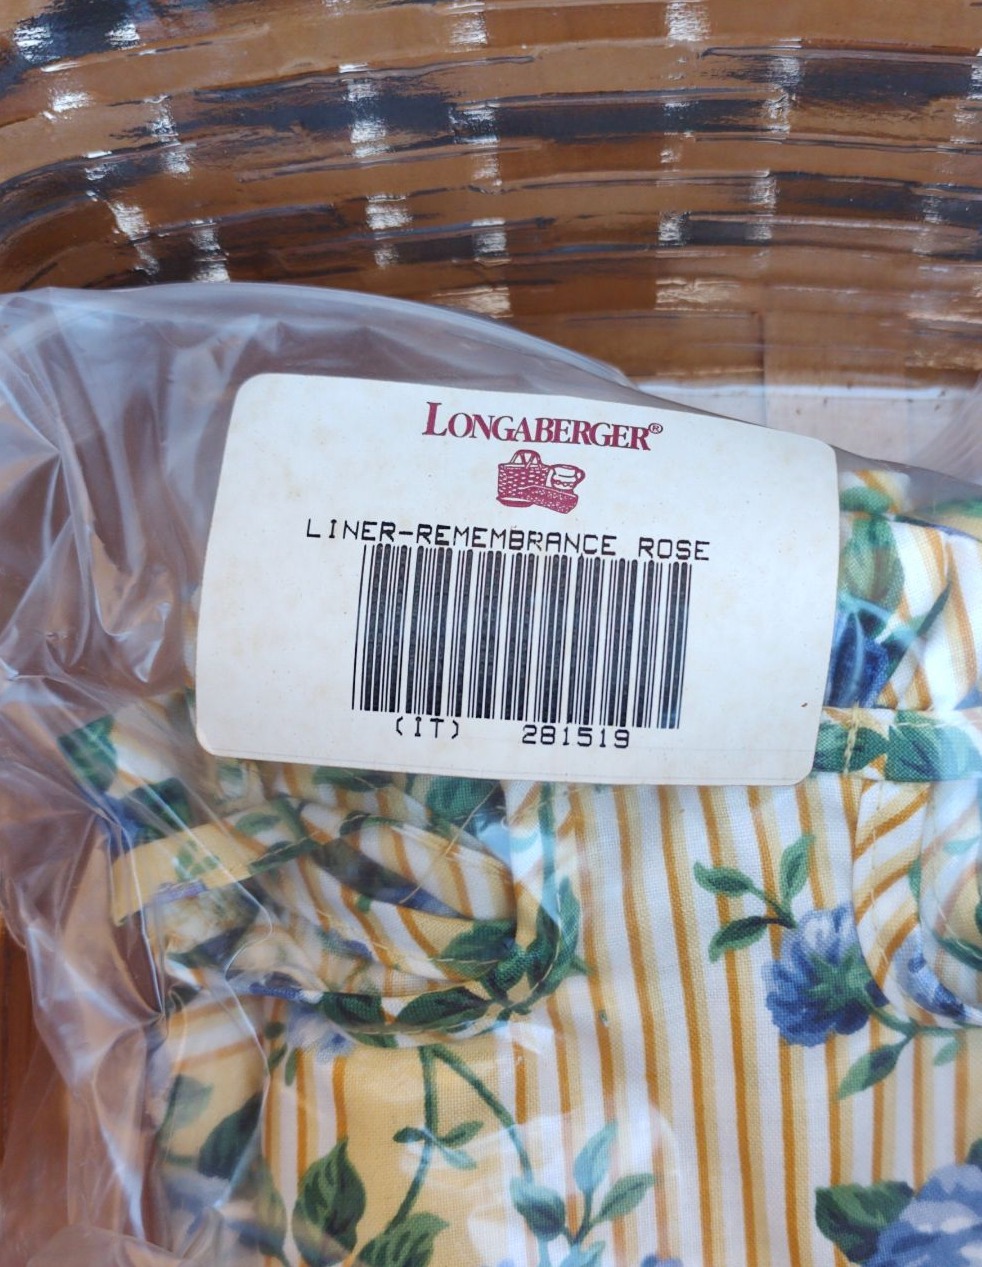 LONGABERGER®
LINER-REMEMBRANCE ROSE
(IT) 281519